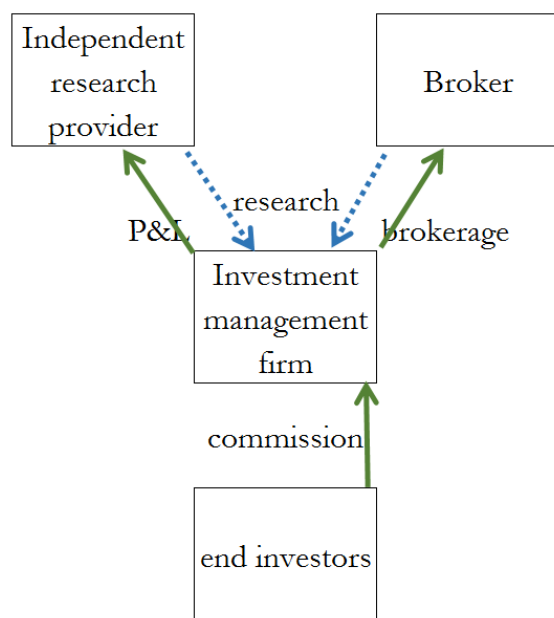 Independent
research
provider
Broker
research
P&L
brokerage
Investment
management
firm
commission
end investors